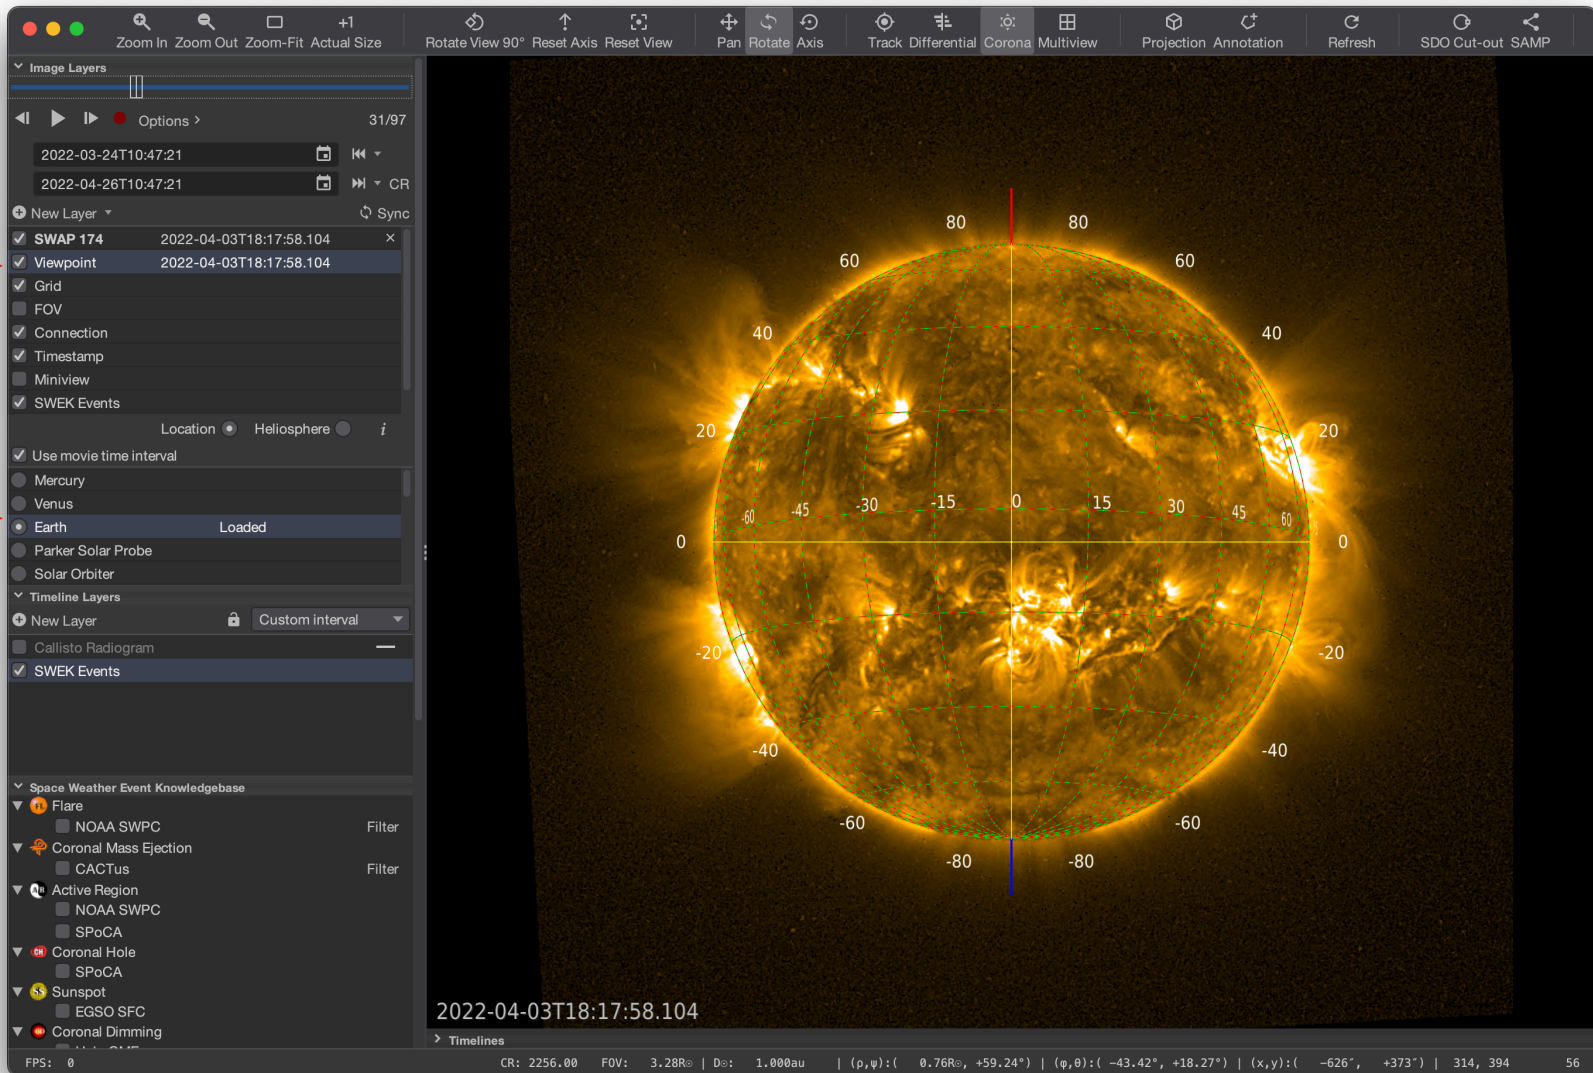 Zoom In Zoom Out Zoom-Fit Actual Size Rotate View 90° Reset Axis Reset View Pan Rotate Axis Track Differential Corona Multiview Projection Annotation Refresh SDO Cut-out SAMP
+1
Image Layers
Options >
31/97
2022-03-24T10:47:21
2022-04-26T10:47:21
CR
New Layer
Sync
SWAP 174 2022-04-03T18:17:58.104
Viewpoint 2022-04-03T18:17:58.104
Grid
FOV
Connection
Timestamp
Miniview
SWEK Events
Location Heliosphere i
Use movie time interval
Mercury
Venus
Earth Loaded
Parker Solar Probe
Solar Orbiter
Timeline Layers
New Layer Custom interval
Callisto Radiogram
SWEK Events
Space Weather Event Knowledgebase
Flare
NOAA SWPC Filter
Coronal Mass Ejection
CACTus Filter
AR Active Region
NOAA SWPC
SPoCA
CH Coronal Hole
SPoCA
SS Sunspot
EGSO SFC
Coronal Dimming
80 80
60 60
40 40
20 20
-60 -45 -30 -15 0 15 30 45 60
0 0
-20 -20
-40 -40
-60 -60
-80 -80
2022-04-03T18:17:58.104
> Timelines
FPS: 0 CR: 2256.00 FOV: 3.28R☉ | D☉: 1.000au | (ρ,ψ):( 0.76R☉, +59.24°) | (φ,θ):( -43.42°, +18.27°) | (x,y):( -626″, +373″) | 314, 394 56